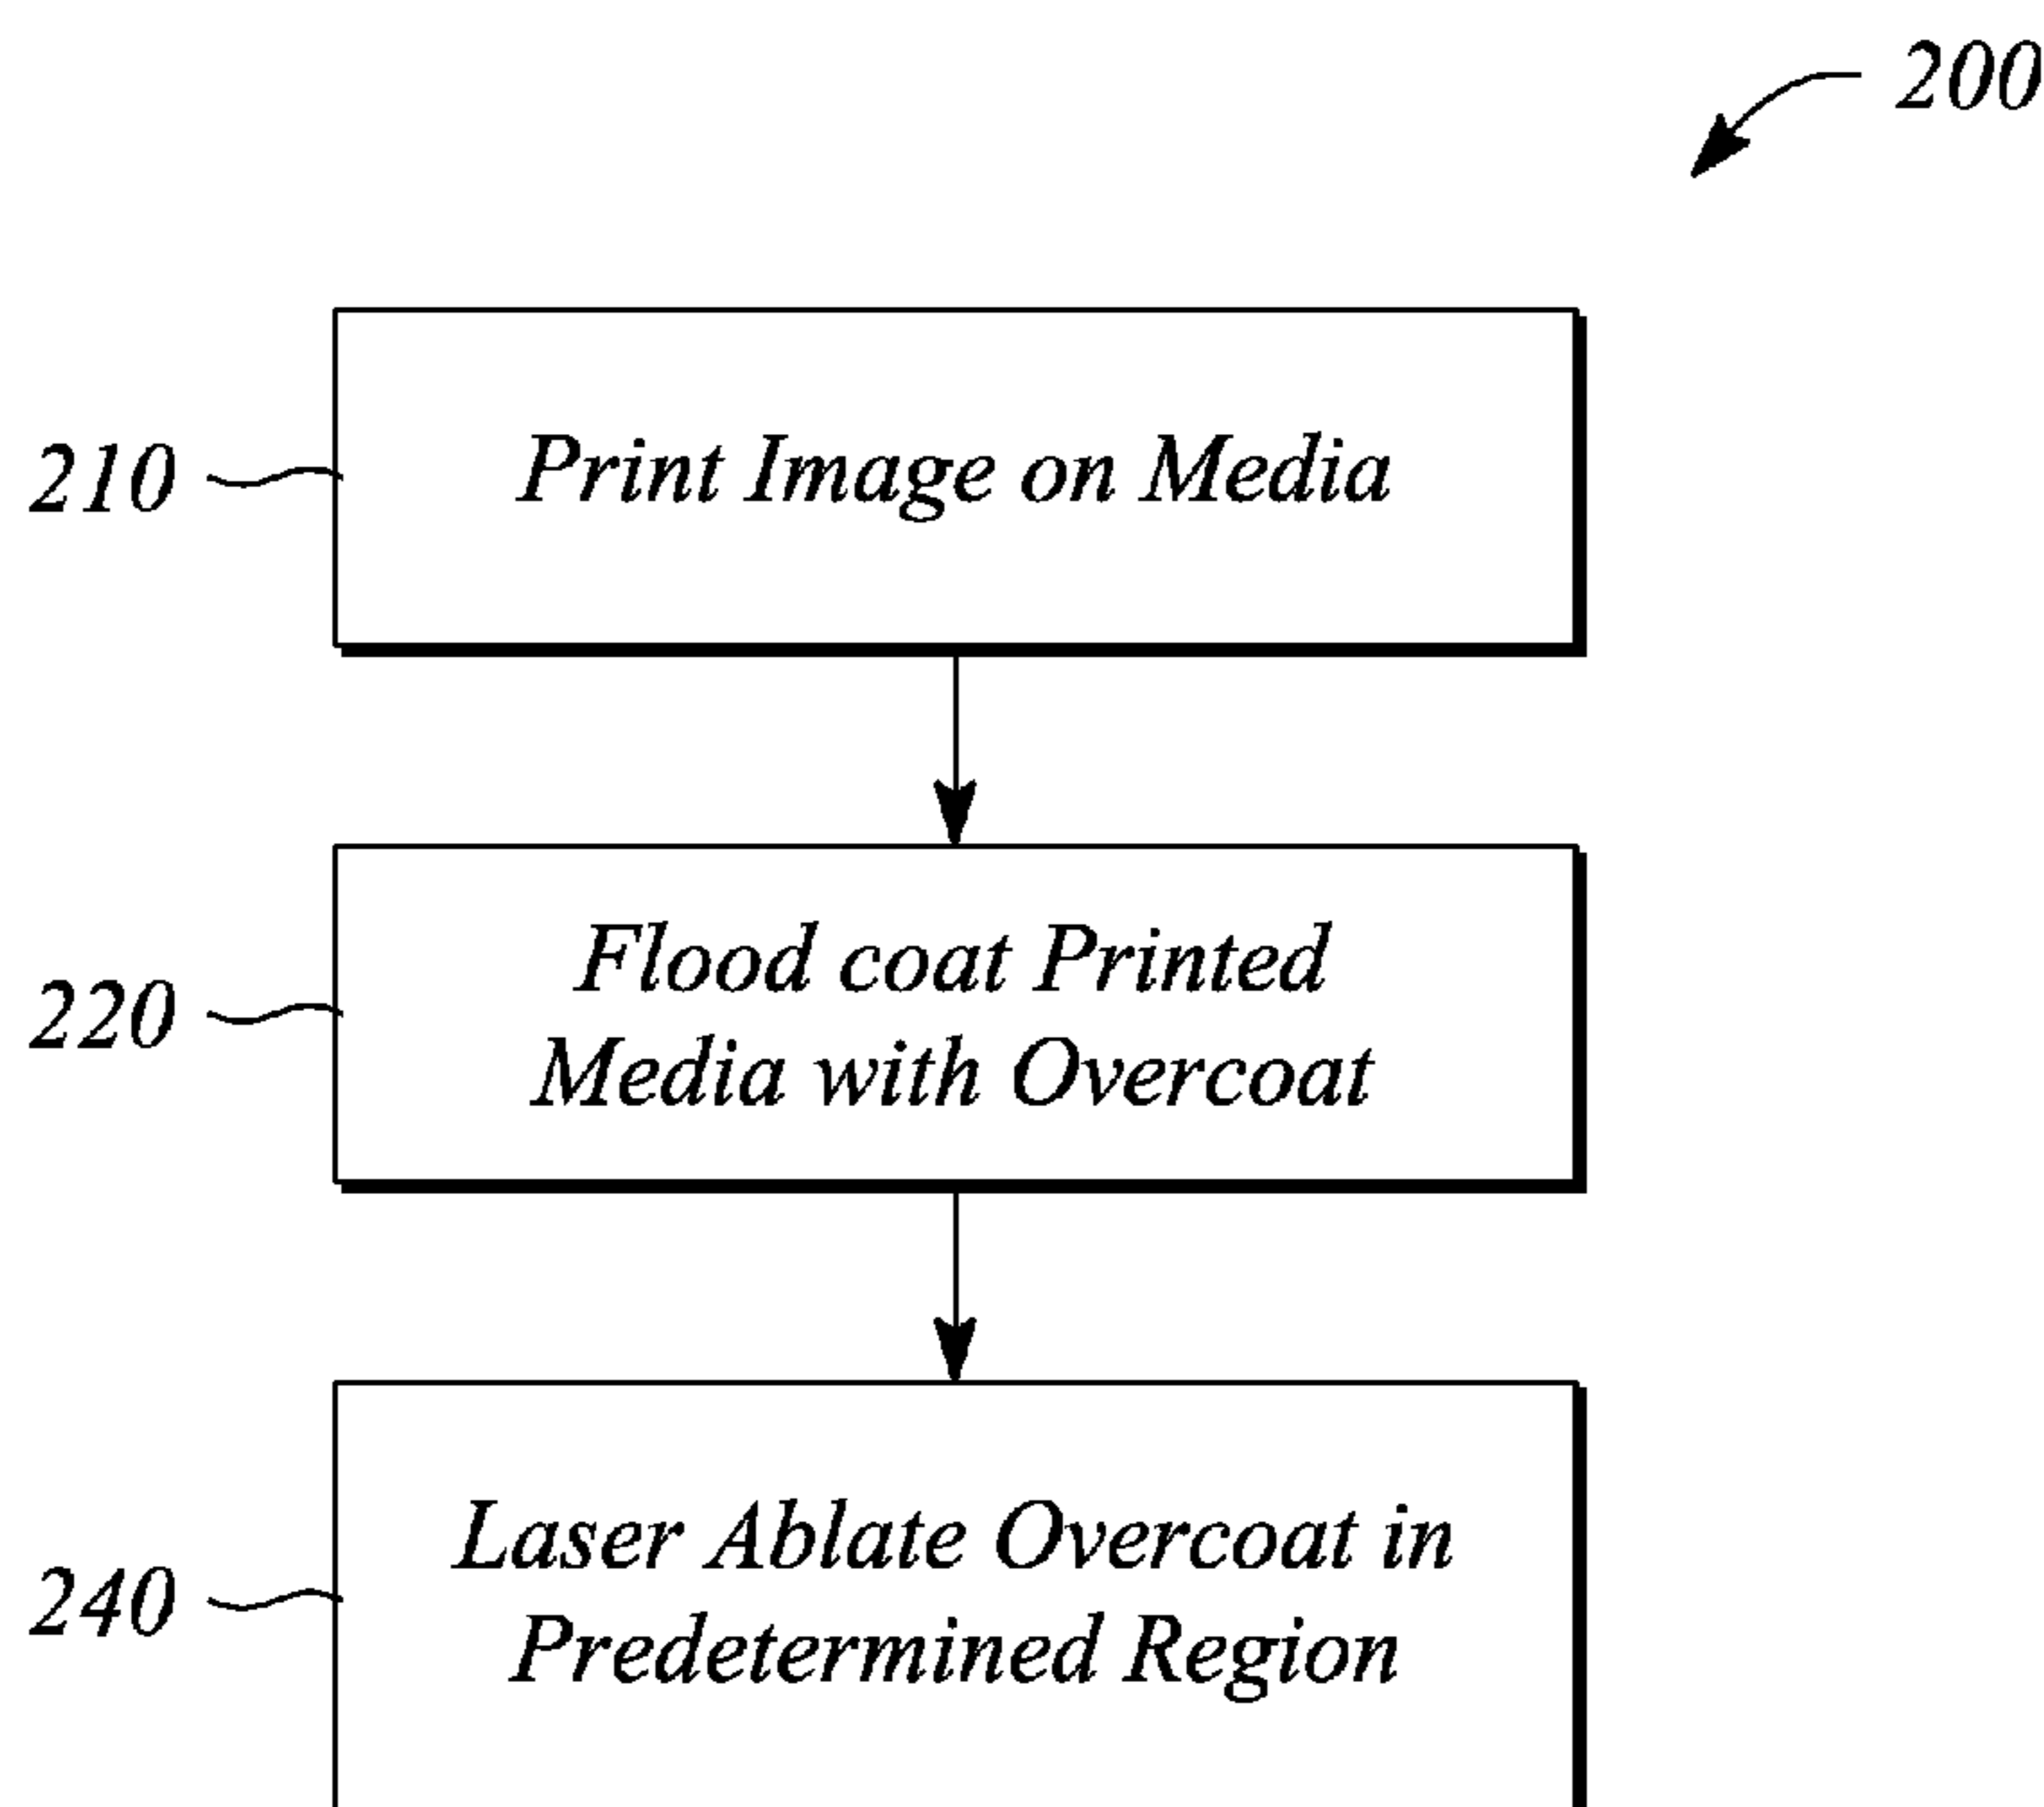 200
210
Print Image on Media
220
Flood coat Printed
Media with Overcoat
240
Laser Ablate Overcoat in
Predetermined Region